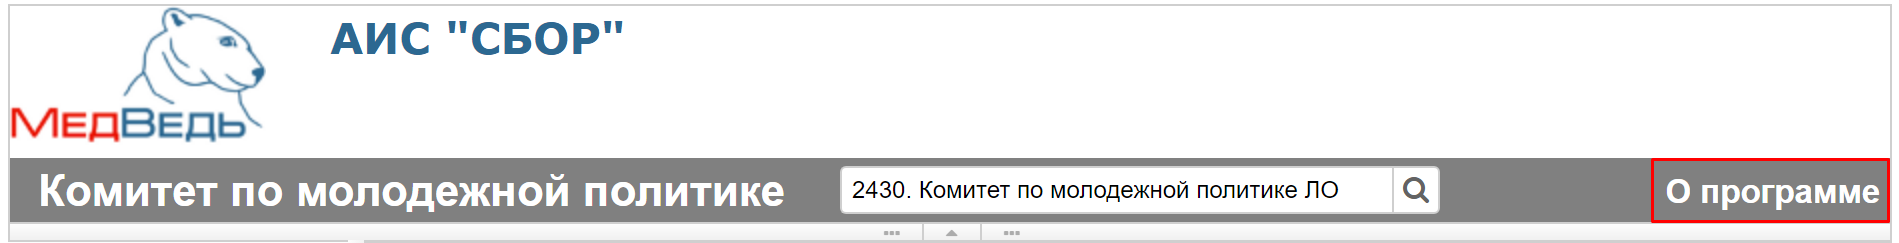 АИС "СБОР"
МедВедь
Комитет по молодежной политике
2430. Комитет по молодежной политике ЛО
О программе